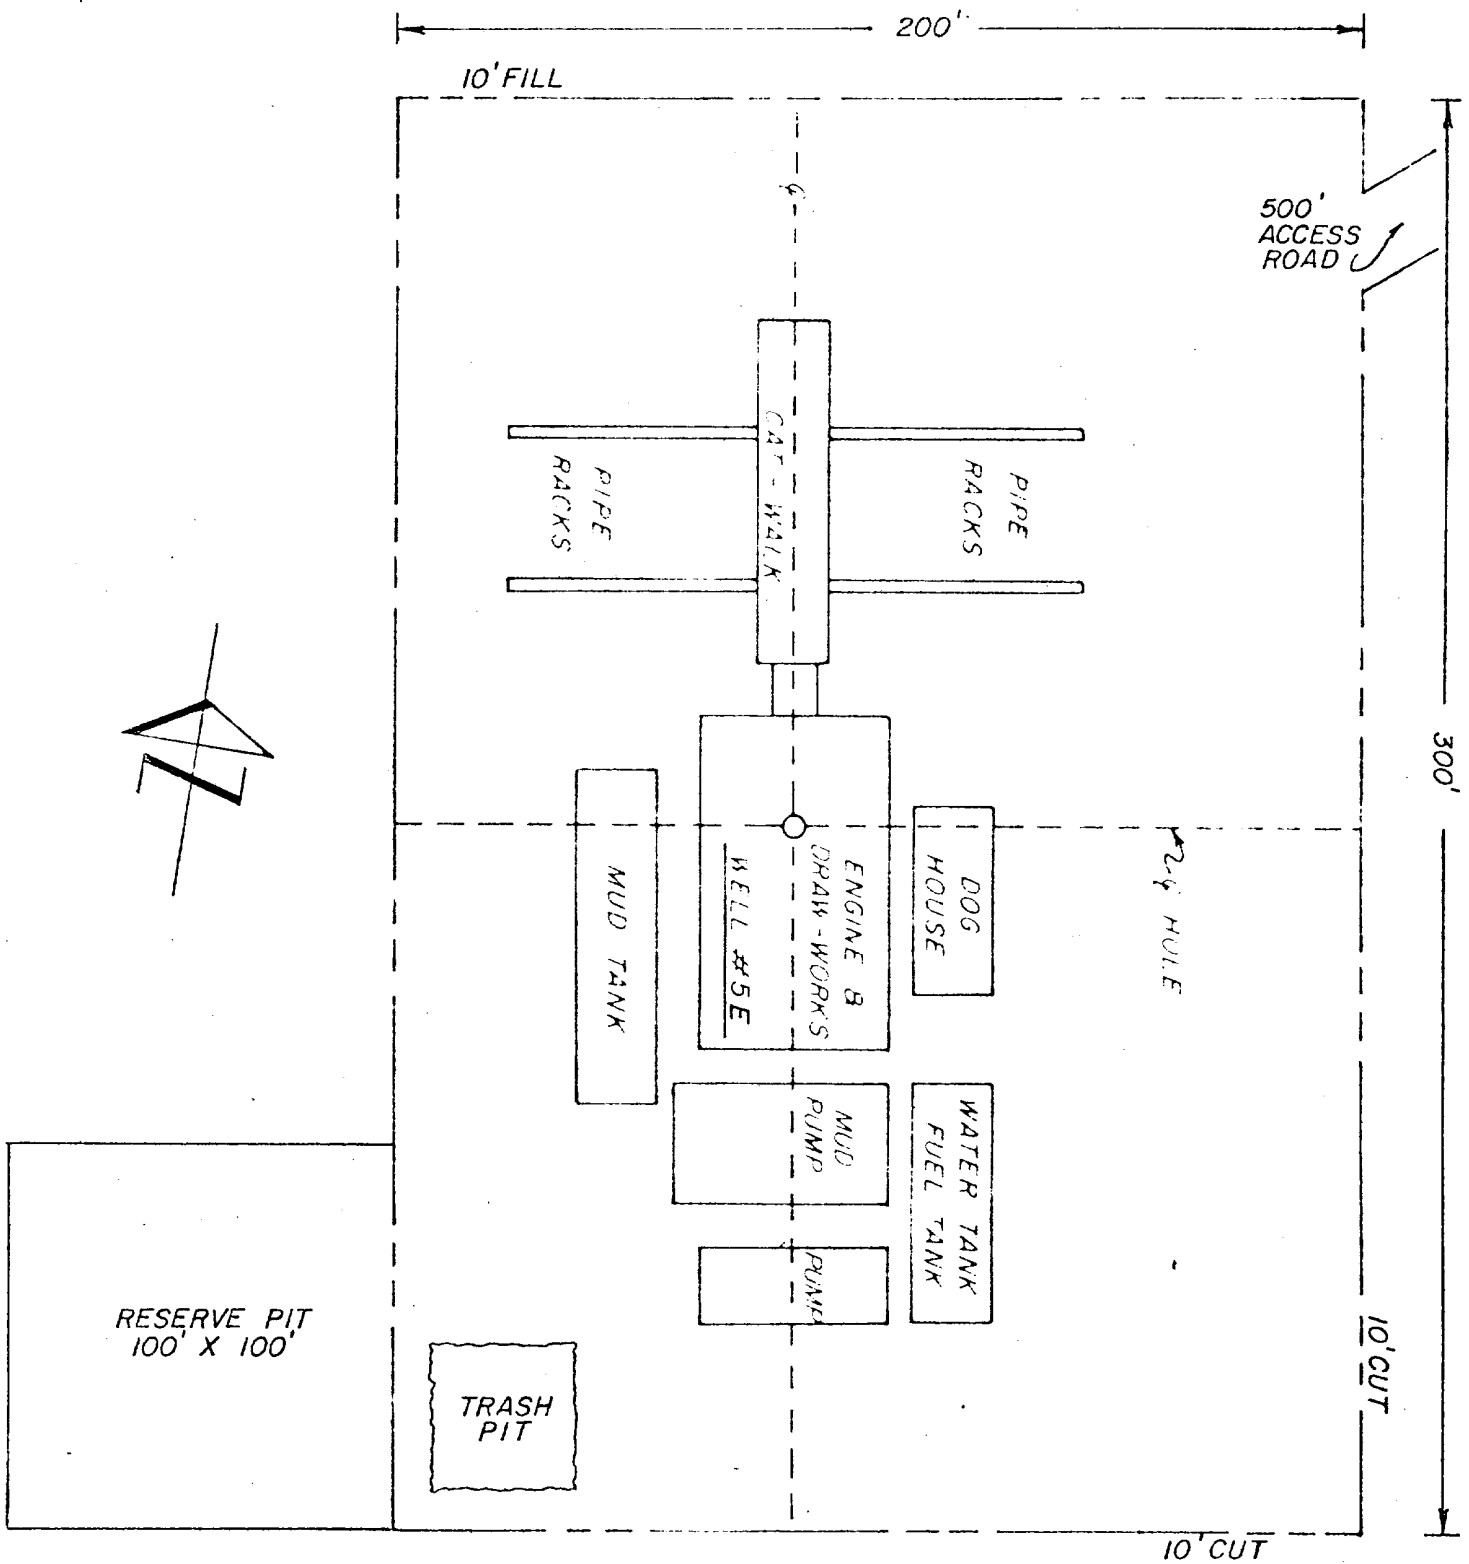 200'
10' FILL
500'
ACCESS
ROAD
CAT-WALK
PIPE
RACKS
PIPE
RACKS
300'
ENGINE &
DRAW-WORKS
WELL #5E
DOG
HOUSE
MUD TANK
HOLE
MUD
PUMP
WATER TANK
FUEL TANK
PUMP
RESERVE PIT
100' X 100'
TRASH
PIT
10' CUT
10' CUT